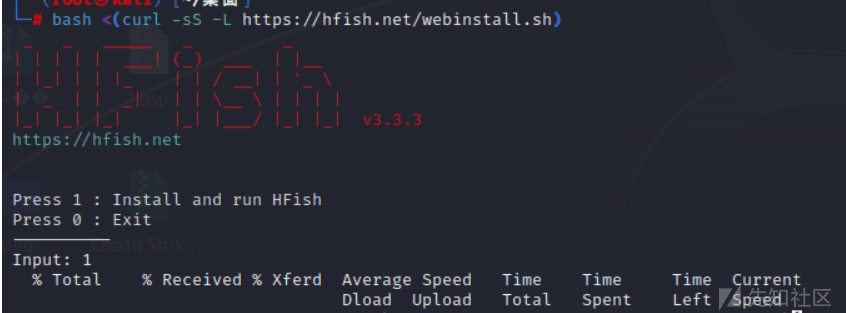 (root㉿kali) [~/桌面]
# bash <(curl -sS -L https://hfish.net/webinstall.sh)
HFish v3.3.3
https://hfish.net
Press 1 : Install and run HFish
Press 0 : Exit
Input: 1
% Total % Received % Xferd Average Speed Time Time Time Current
Dload Upload Total Spent Left Speed
先知社区